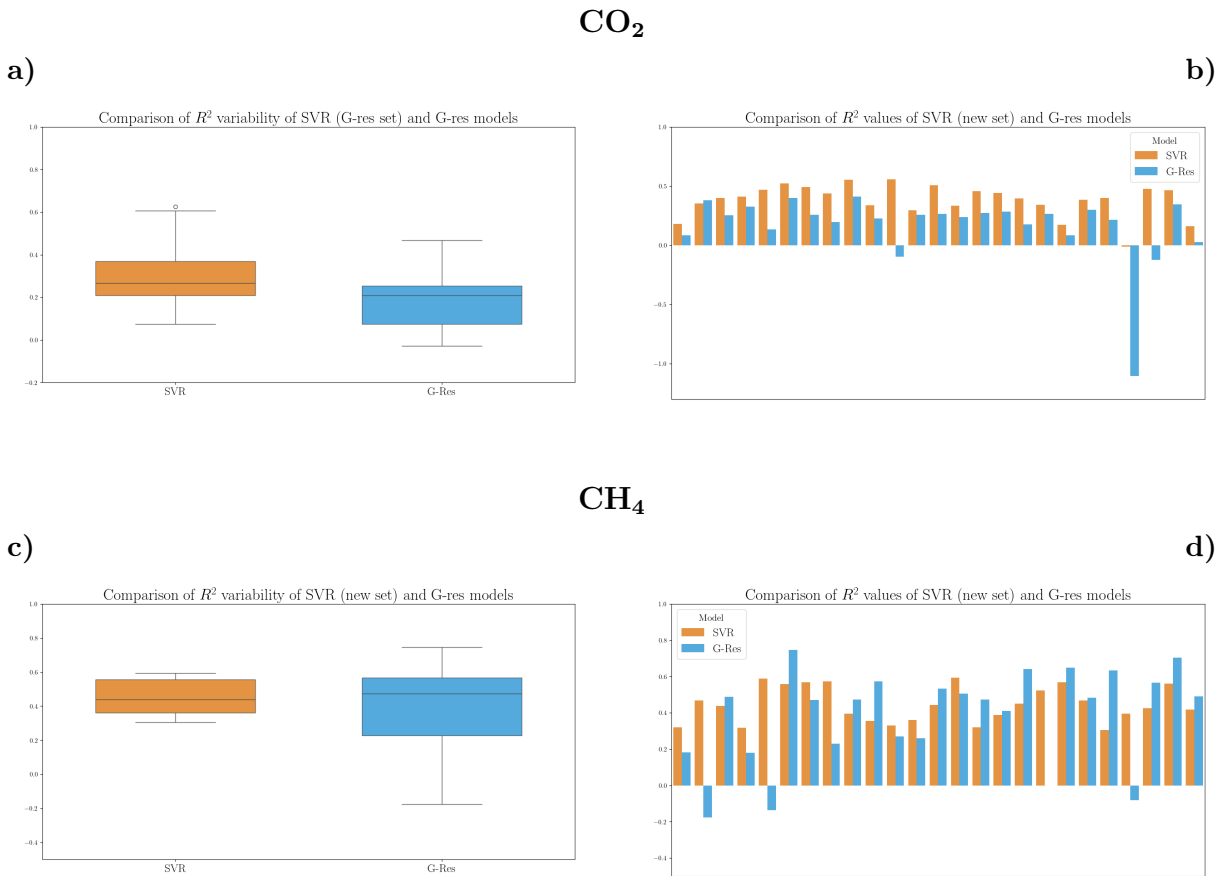 CO₂
a)
b)
Comparison of R² variability of SVR (G-res set) and G-res models
1.0
0.8
0.6
0.4
0.2
0.0
−0.2
SVR
G-Res
Comparison of R² values of SVR (new set) and G-res models
1.0
0.5
0.0
−0.5
−1.0
Model
SVR
G-Res
CH₄
c)
d)
Comparison of R² variability of SVR (new set) and G-res models
1.0
0.8
0.6
0.4
0.2
0.0
−0.2
−0.4
SVR
G-Res
Comparison of R² values of SVR (new set) and G-res models
1.0
0.8
0.6
0.4
0.2
0.0
−0.2
−0.4
Model
SVR
G-Res